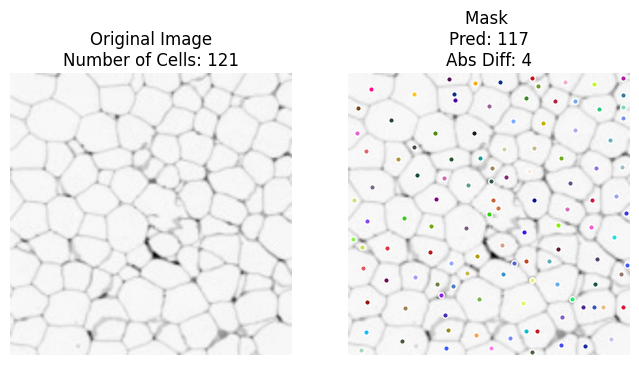 Original Image
Number of Cells: 121
Mask
Pred: 117
Abs Diff: 4